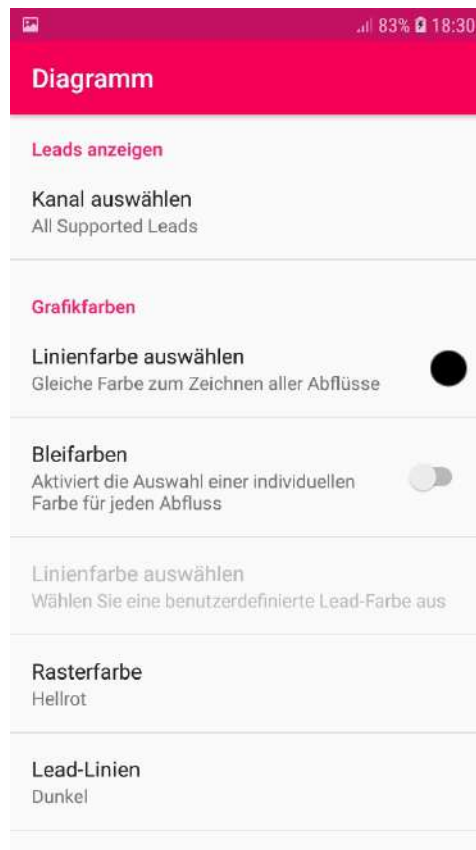 83% 18:30
Diagramm
Leads anzeigen
Kanal auswählen
All Supported Leads
Grafikfarben
Linienfarbe auswählen
Gleiche Farbe zum Zeichnen aller Abflüsse
Bleifarben
Aktiviert die Auswahl einer individuellen
Farbe für jeden Abfluss
Linienfarbe auswählen
Wählen Sie eine benutzerdefinierte Lead-Farbe aus
Rasterfarbe
Hellrot
Lead-Linien
Dunkel